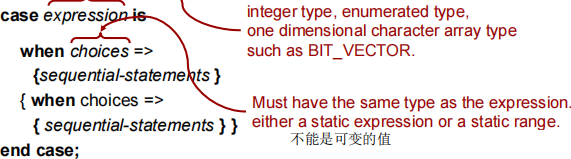 case expression is
when choices =>
{sequential-statements }
{ when choices =>
{ sequential-statements } }
end case;
integer type, enumerated type,
one dimensional character array type
such as BIT_VECTOR.
Must have the same type as the expression.
either a static expression or a static range.
不能是可变的值